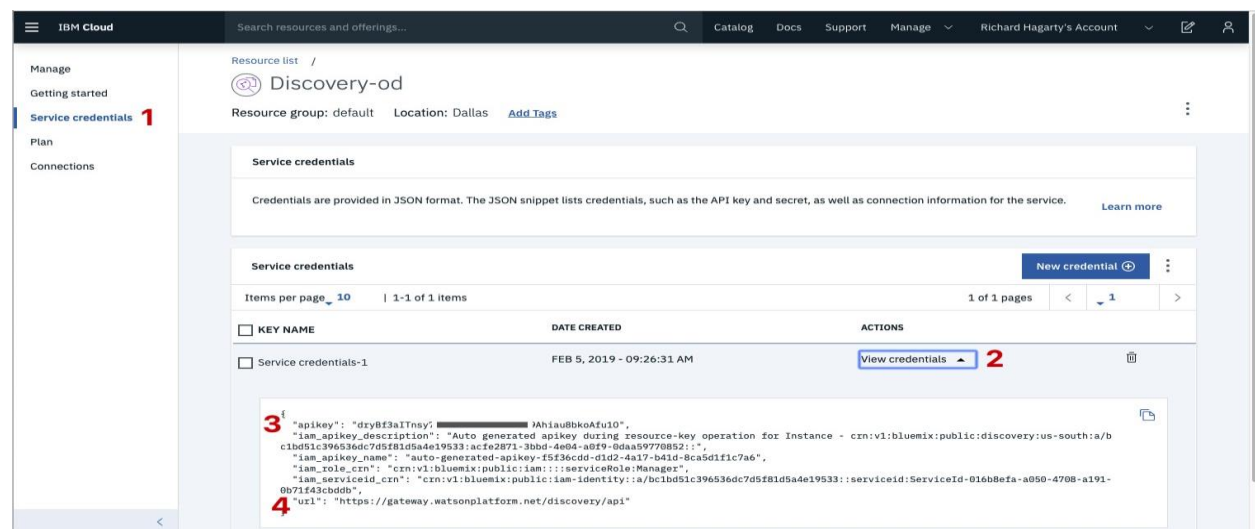 IBM Cloud
Search resources and offerings...
Catalog
Docs
Support
Manage
Richard Hagarty's Account
Manage
Getting started
Service credentials 1
Plan
Connections
Resource list /
Discovery-od
Resource group: default Location: Dallas Add Tags
Service credentials
Credentials are provided in JSON format. The JSON snippet lists credentials, such as the API key and secret, as well as connection information for the service.
Learn more
Service credentials
New credential
Items per page 10 | 1-1 of 1 items
1 of 1 pages < 1 >
KEY NAME DATE CREATED ACTIONS
Service credentials-1 FEB 5, 2019 - 09:26:31 AM View credentials 2
{
3 "apikey": "dryBf3aITnsy Ahiau8bkoAfu1O",
"iam_apikey_description": "Auto generated apikey during resource-key operation for Instance - crn:v1:bluemix:public:discovery:us-south:a/b
c1bd51c396536dc7d5f81d5a4e19533:acfe2871-3bbd-4e04-a0f9-0daa59770852::",
"iam_apikey_name": "auto-generated-apikey-f5f36cdd-d1d2-4a17-b41d-8ca5d1f1c7a6",
"iam_role_crn": "crn:v1:bluemix:public:iam::::serviceRole:Manager",
"iam_serviceid_crn": "crn:v1:bluemix:public:iam-identity::a/bc1bd51c396536dc7d5f81d5a4e19533::serviceid:ServiceId-016b8efa-a050-4708-a191-
0b71f43cbddb",
4 "url": "https://gateway.watsonplatform.net/discovery/api"
}